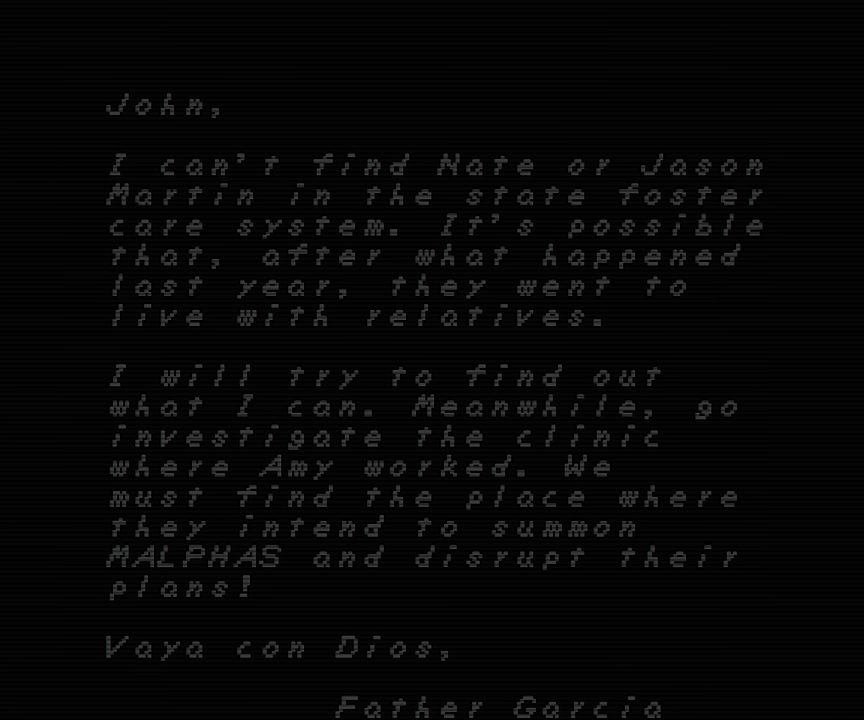 John,
I can't find Nate or Jason
Martin in the state foster
care system. It's possible
that, after what happened
last year, they went to
live with relatives.
I will try to find out
what I can. Meanwhile, go
investigate the clinic
where Amy worked. We
must find the place where
they intend to summon
MALPHAS and disrupt their
plans!
Vaya con Dios,
Father Garcia